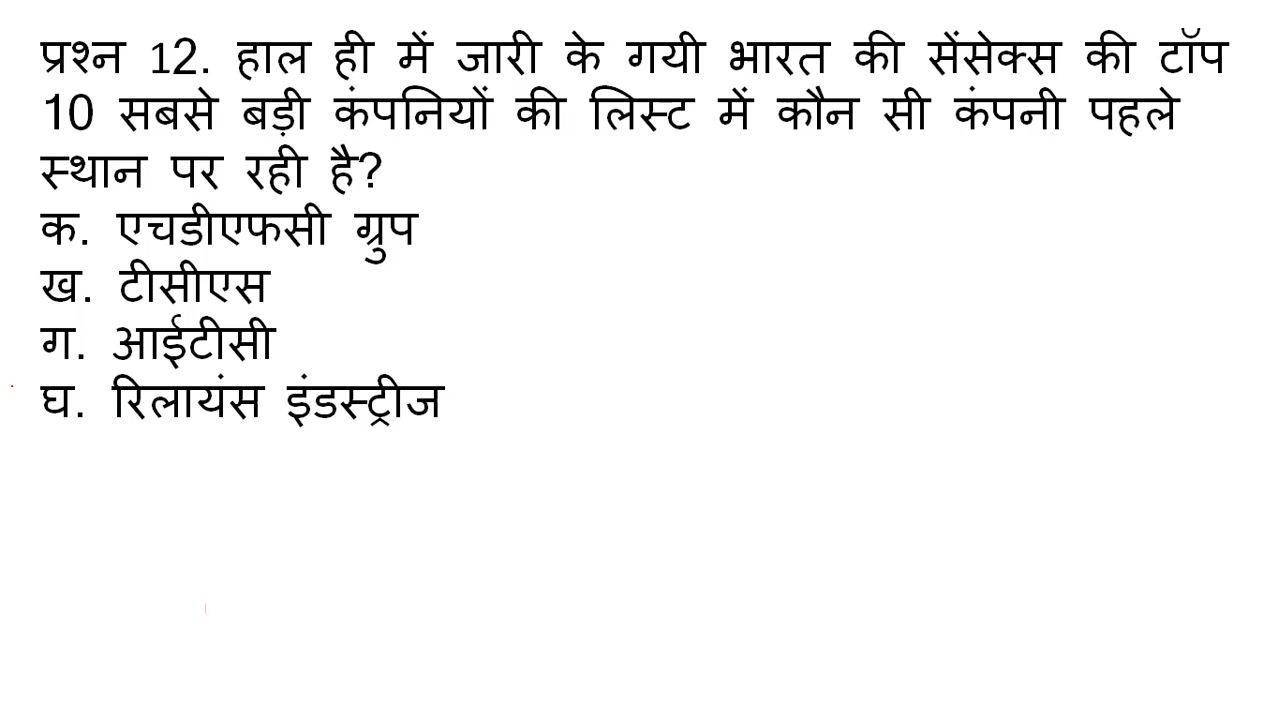 प्रश्न 12. हाल ही में जारी के गयी भारत की सेंसेक्स की टॉप
10 सबसे बड़ी कंपनियों की लिस्ट में कौन सी कंपनी पहले
स्थान पर रही है?
क. एचडीएफसी ग्रुप
ख. टीसीएस
ग. आईटीसी
घ. रिलायंस इंडस्ट्रीज